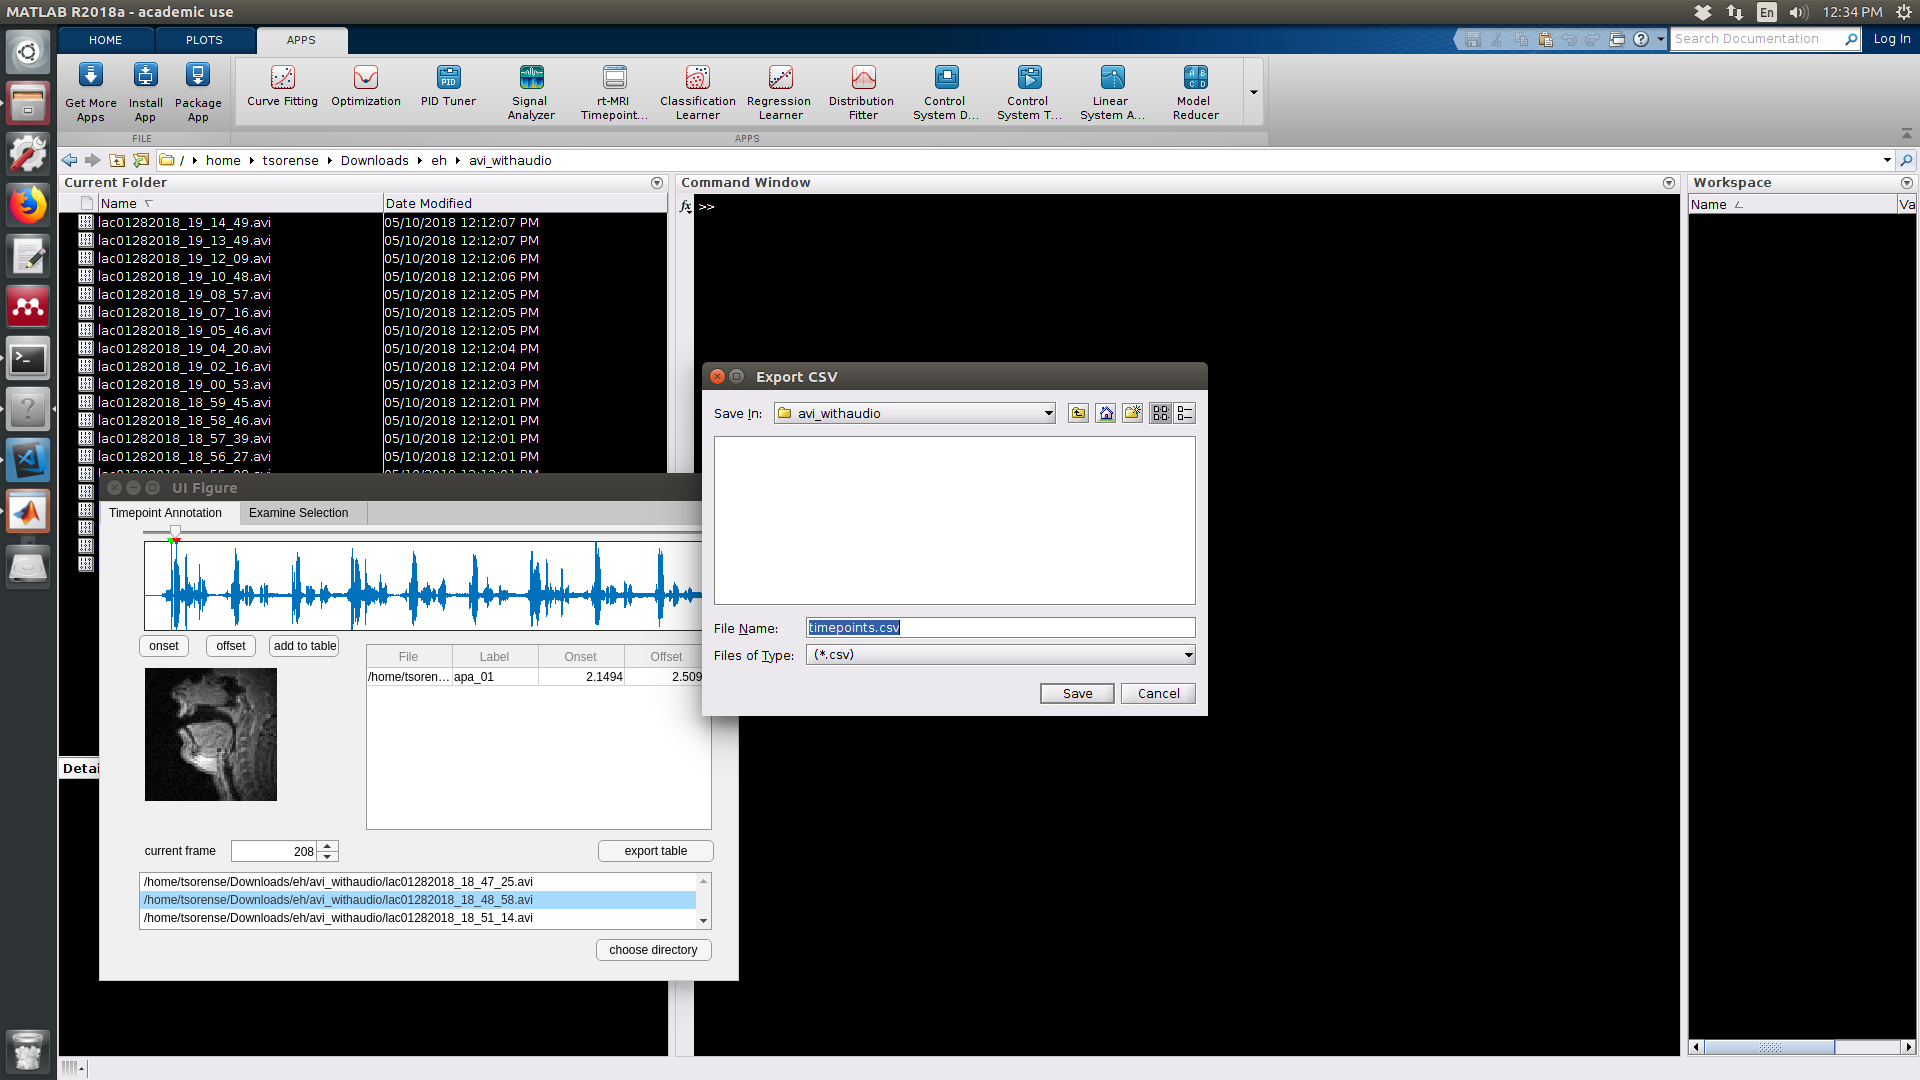 MATLAB R2018a - academic use
En
12:34 PM
HOME
PLOTS
APPS
Search Documentation
Log In
Get More Apps
Install App
Package App
Curve Fitting
Optimization
PID Tuner
Signal Analyzer
rt-MRI Timepoint...
Classification Learner
Regression Learner
Distribution Fitter
Control System D...
Control System T...
Linear System A...
Model Reducer
FILE
APPS
/ home tsorense Downloads eh avi_withaudio
Current Folder
Name
Date Modified
lac01282018_19_14_49.avi 05/10/2018 12:12:07 PM
lac01282018_19_13_49.avi 05/10/2018 12:12:07 PM
lac01282018_19_12_09.avi 05/10/2018 12:12:06 PM
lac01282018_19_10_48.avi 05/10/2018 12:12:06 PM
lac01282018_19_08_57.avi 05/10/2018 12:12:05 PM
lac01282018_19_07_16.avi 05/10/2018 12:12:05 PM
lac01282018_19_05_46.avi 05/10/2018 12:12:05 PM
lac01282018_19_04_20.avi 05/10/2018 12:12:04 PM
lac01282018_19_02_16.avi 05/10/2018 12:12:04 PM
lac01282018_19_00_53.avi 05/10/2018 12:12:03 PM
lac01282018_18_59_45.avi 05/10/2018 12:12:01 PM
lac01282018_18_58_46.avi 05/10/2018 12:12:01 PM
lac01282018_18_57_39.avi 05/10/2018 12:12:01 PM
lac01282018_18_56_27.avi 05/10/2018 12:12:01 PM
Detai
Command Window
fx >>
Workspace
Name
Va
UI Figure
Timepoint Annotation
Examine Selection
onset
offset
add to table
File Label Onset Offset
/home/tsoren... apa_01 2.1494 2.509
current frame 208
export table
/home/tsorense/Downloads/eh/avi_withaudio/lac01282018_18_47_25.avi
/home/tsorense/Downloads/eh/avi_withaudio/lac01282018_18_48_58.avi
/home/tsorense/Downloads/eh/avi_withaudio/lac01282018_18_51_14.avi
choose directory
Export CSV
Save In: avi_withaudio
File Name: timepoints.csv
Files of Type: (*.csv)
Save
Cancel